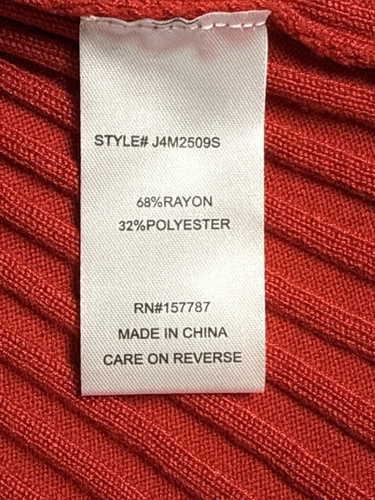 STYLE# J4M2509S
68%RAYON
32%POLYESTER
RN#157787
MADE IN CHINA
CARE ON REVERSE